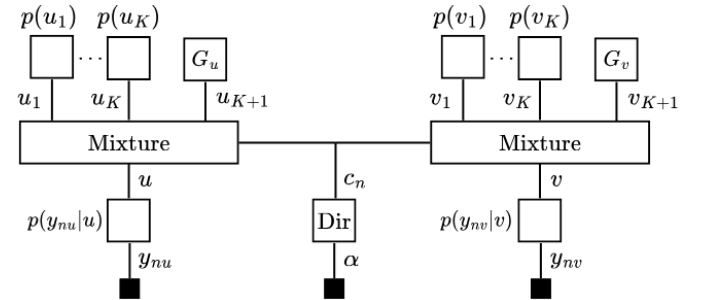 p(u_1) p(u_K) p(v_1) p(v_K)
··· G_u ··· G_v
u_1 u_K u_{K+1} v_1 v_K v_{K+1}
Mixture Mixture
u c_n v
p(y_{nu}|u) Dir p(y_{nv}|v)
y_{nu} α y_{nv}